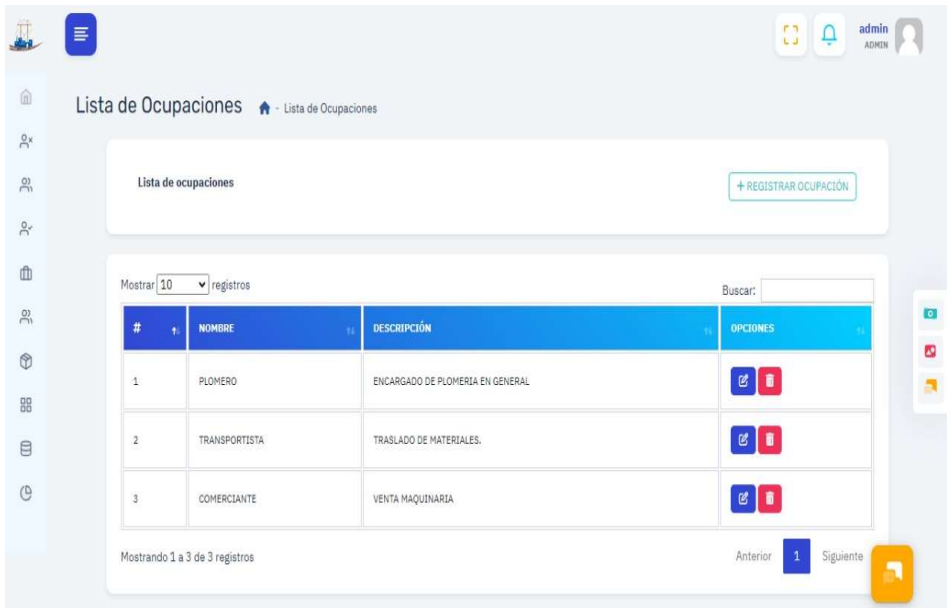 admin
ADMIN
Lista de Ocupaciones - Lista de Ocupaciones
Lista de ocupaciones
+ REGISTRAR OCUPACIÓN
Mostrar 10 registros
Buscar:
# NOMBRE DESCRIPCIÓN OPCIONES
1 PLOMERO ENCARGADO DE PLOMERIA EN GENERAL
2 TRANSPORTISTA TRASLADO DE MATERIALES.
3 COMERCIANTE VENTA MAQUINARIA
Mostrando 1 a 3 de 3 registros
Anterior 1 Siguiente